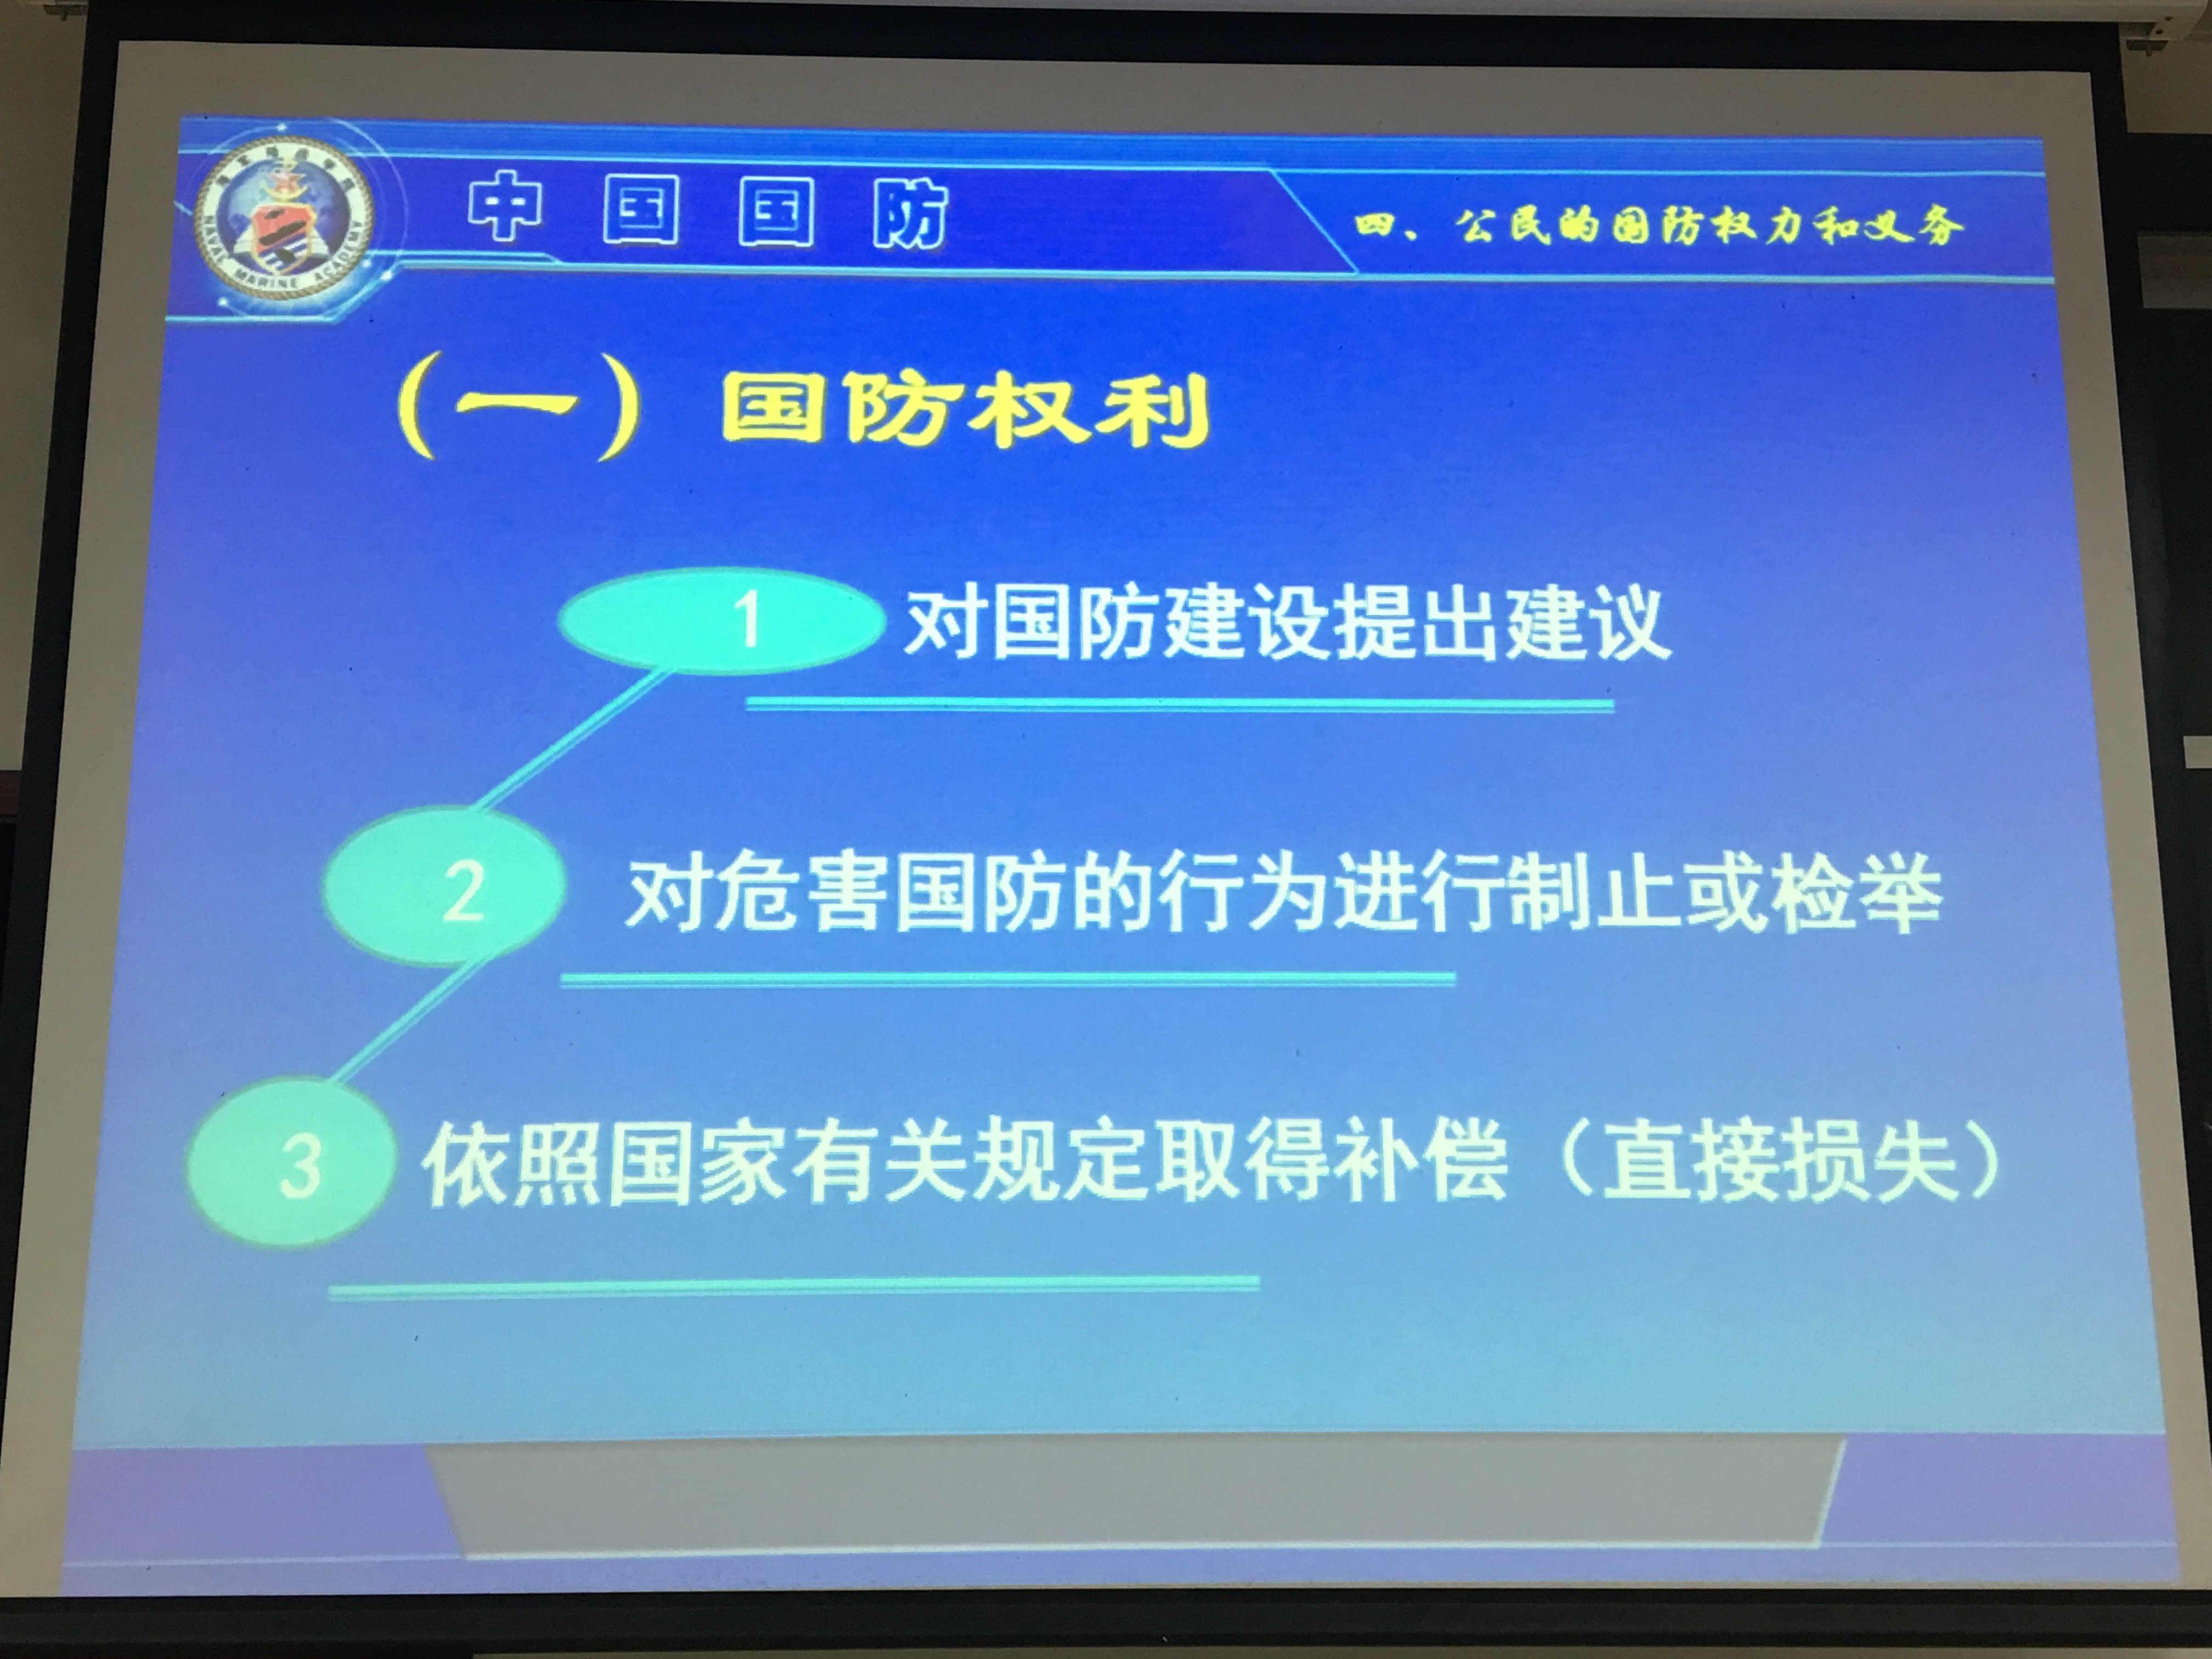 中国国防
四、公民的国防权力和义务
NAVAL MARINE ACADEMY
（一）国防权利
1 对国防建设提出建议
2 对危害国防的行为进行制止或检举
3 依照国家有关规定取得补偿（直接损失）